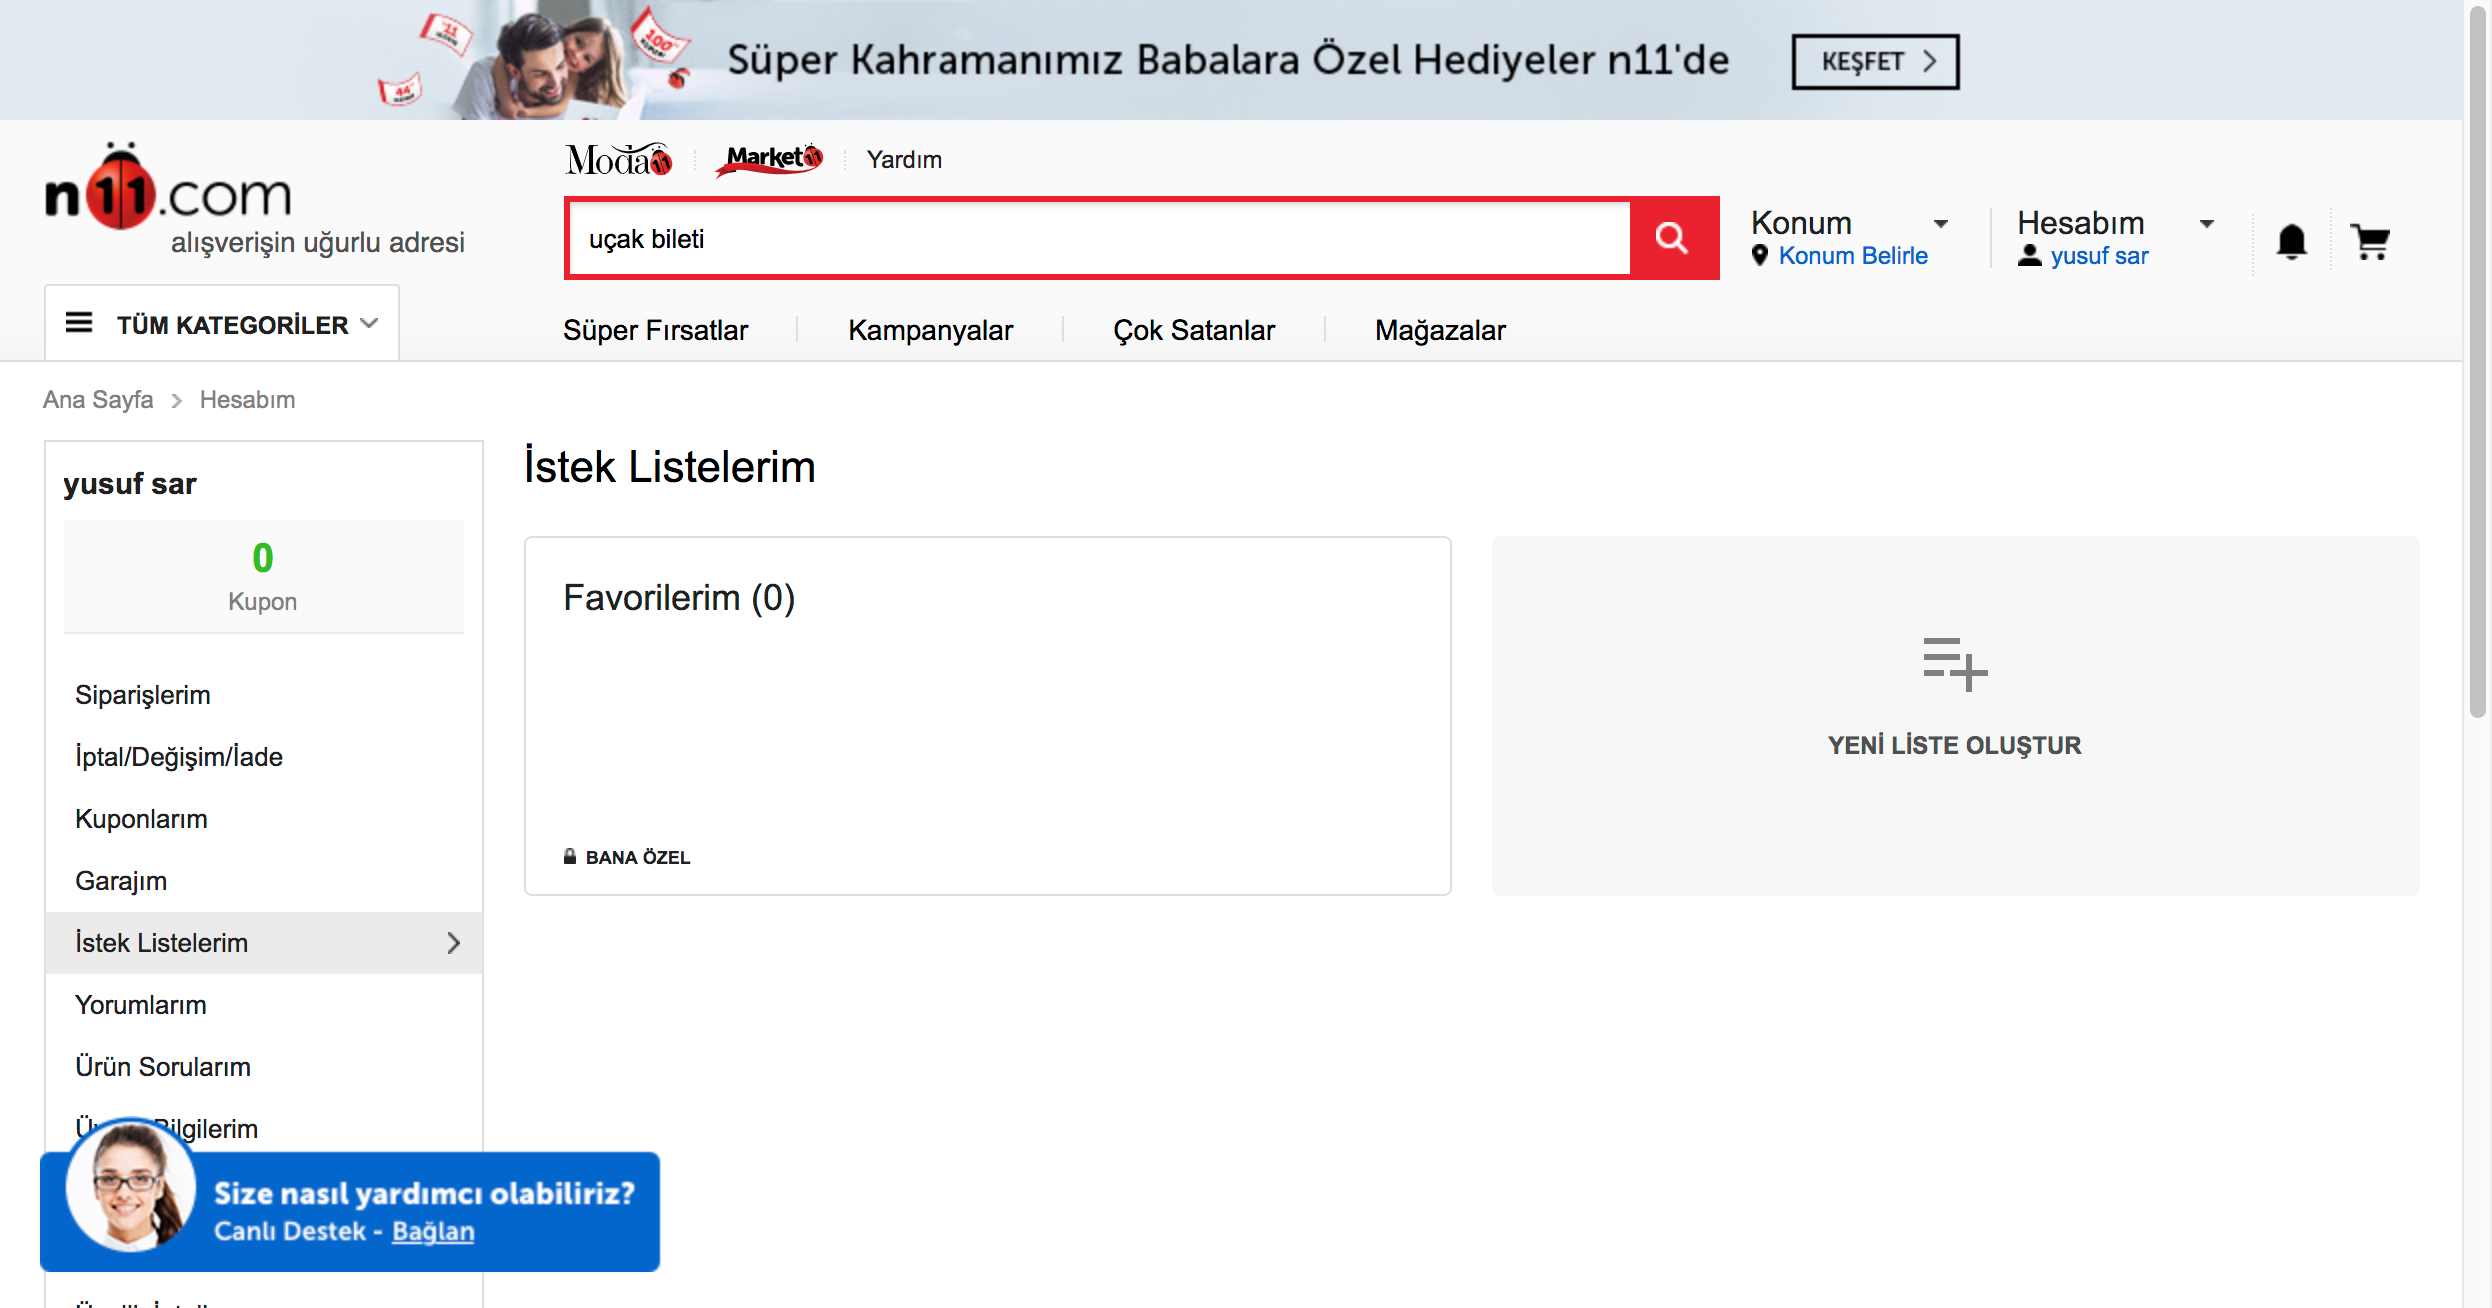 Süper Kahramanımız Babalara Özel Hediyeler n11'de
KEŞFET
n11.com
alışverişin uğurlu adresi
Moda11
Market11
Yardım
uçak bileti
Konum
Konum Belirle
Hesabım
yusuf sar
TÜM KATEGORİLER
Süper Fırsatlar
Kampanyalar
Çok Satanlar
Mağazalar
Ana Sayfa
Hesabım
yusuf sar
0
Kupon
Siparişlerim
İptal/Değişim/İade
Kuponlarım
Garajım
İstek Listelerim
Yorumlarım
Ürün Sorularım
Bilgilerim
İstek Listelerim
Favorilerim (0)
BANA ÖZEL
YENİ LİSTE OLUŞTUR
Size nasıl yardımcı olabiliriz?
Canlı Destek - Bağlan